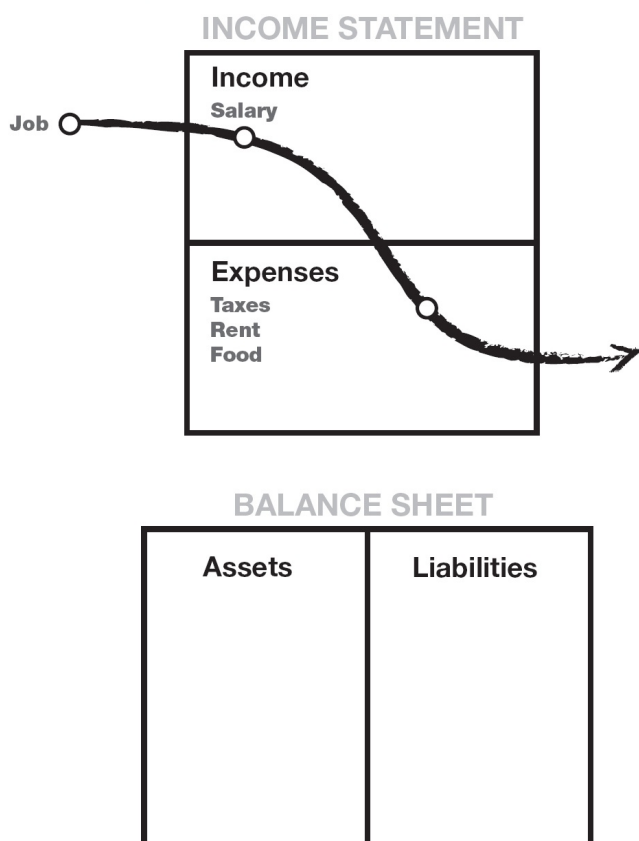 INCOME STATEMENT
Income
Salary
Job
Expenses
Taxes
Rent
Food
BALANCE SHEET
Assets
Liabilities